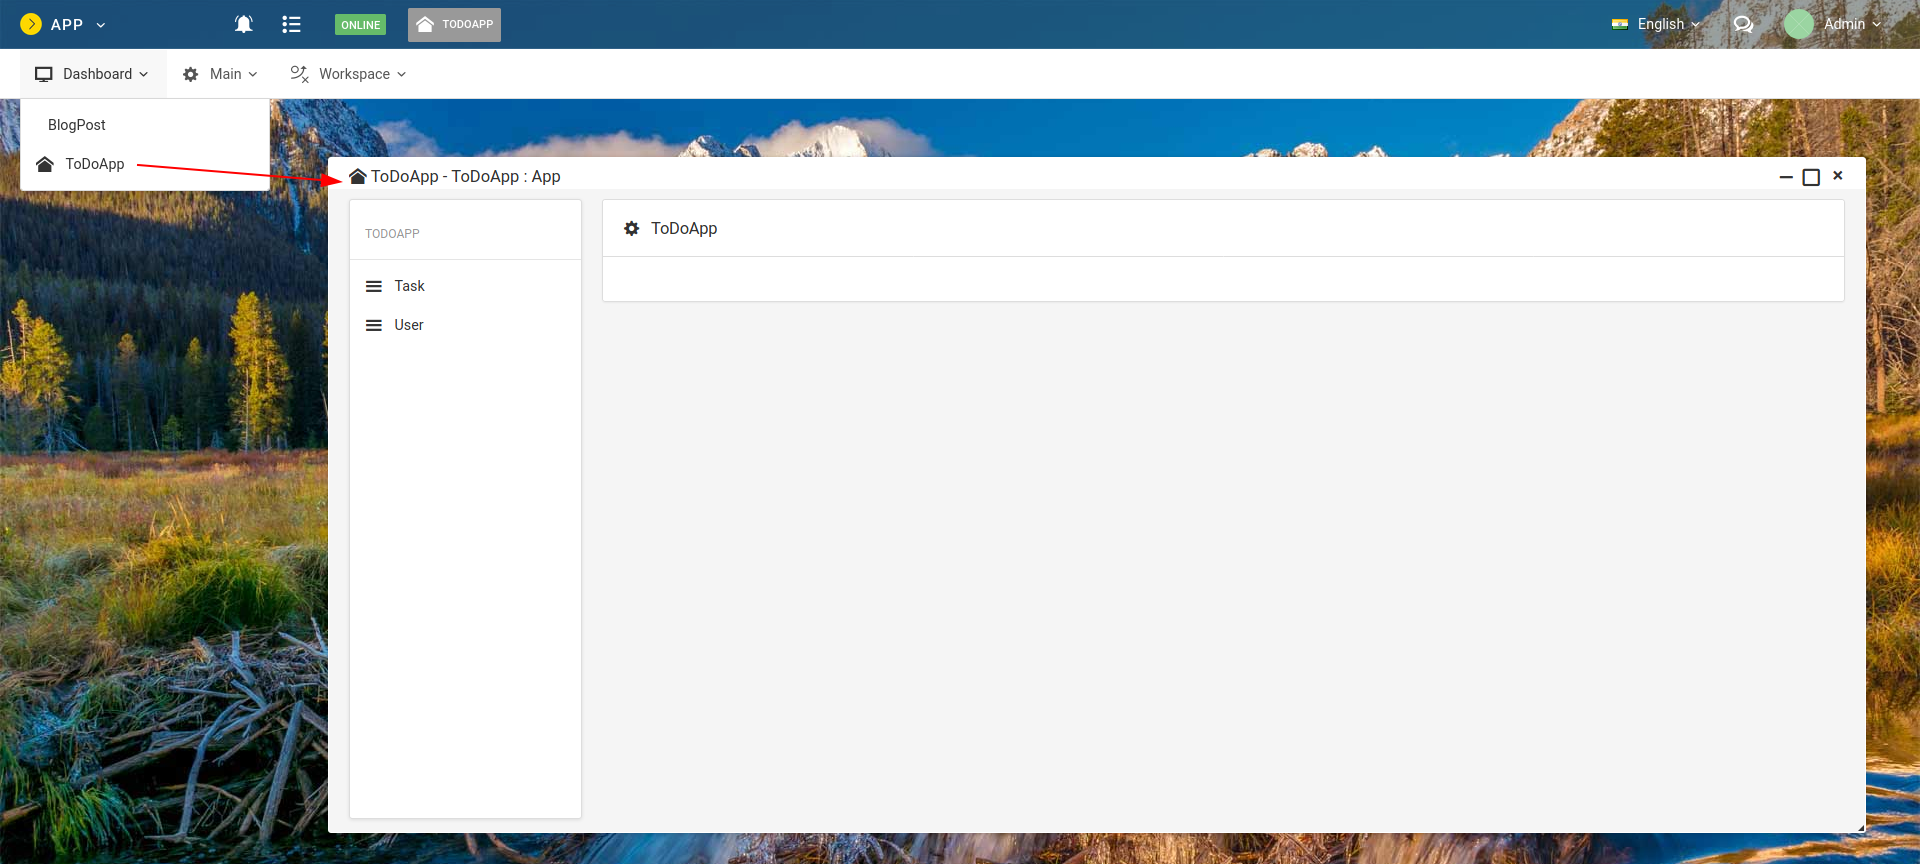 APP
ONLINE
TODOAPP
English
Admin
Dashboard
Main
Workspace
BlogPost
ToDoApp
ToDoApp - ToDoApp : App
TODOAPP
Task
User
ToDoApp